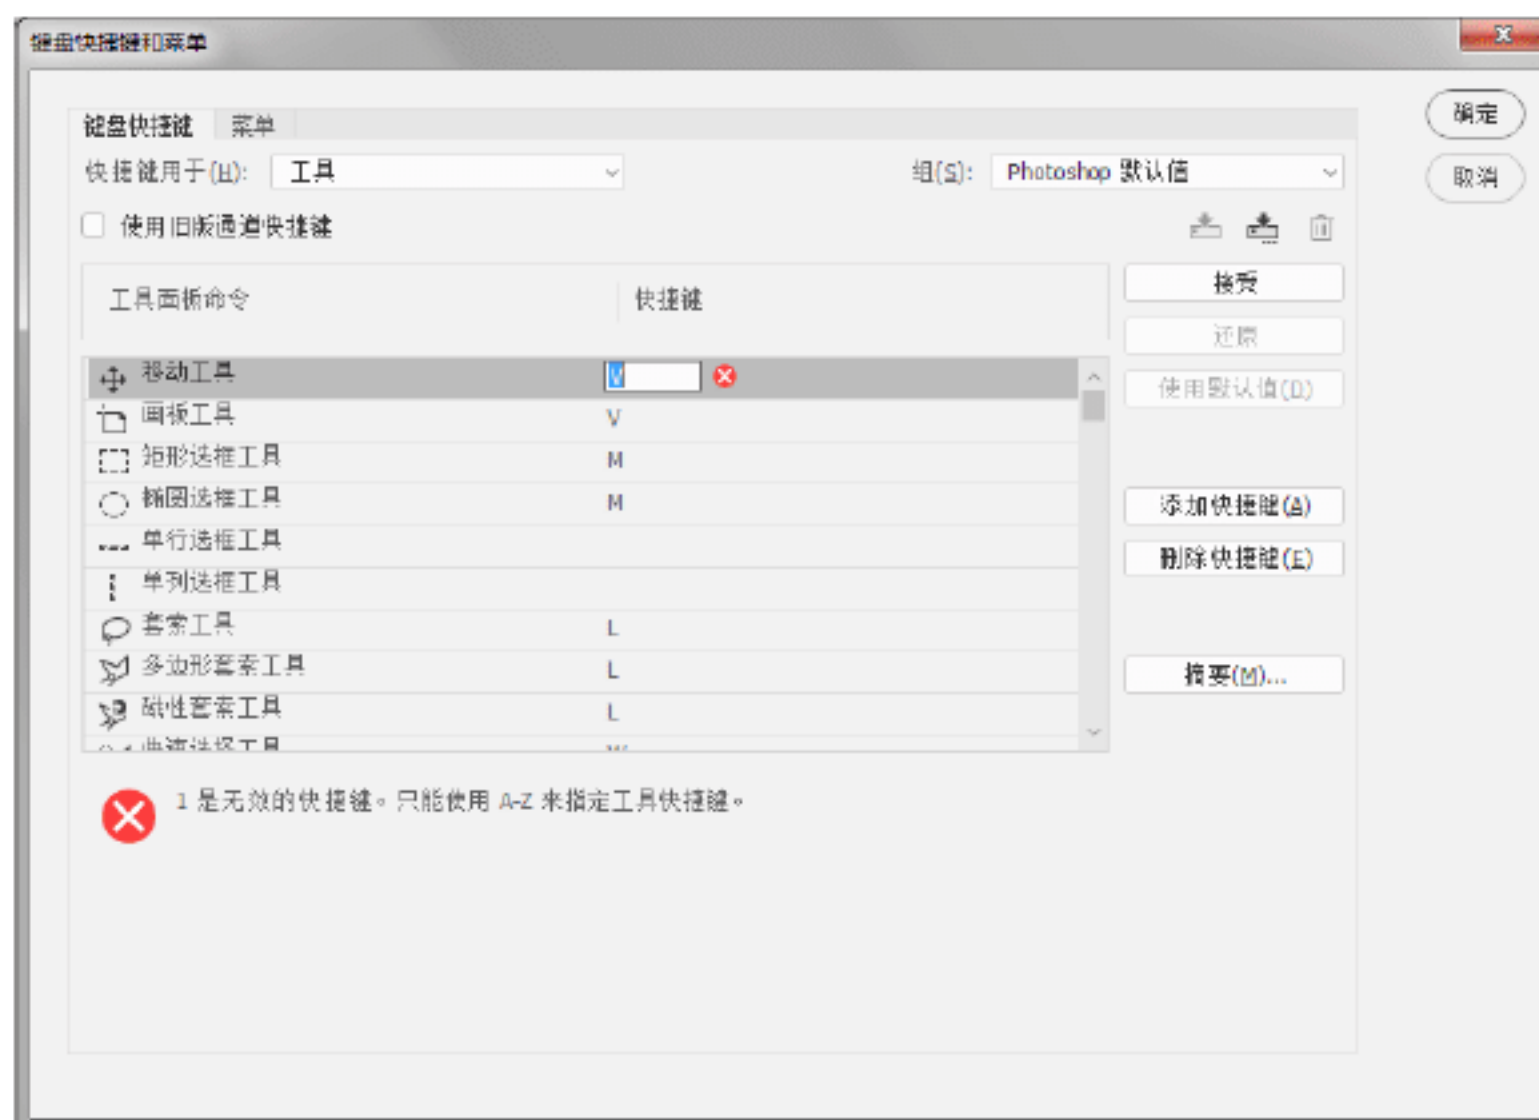 键盘快捷键和菜单
键盘快捷键 菜单
确定
快捷键用于(H): 工具 组(S): Photoshop 默认值
取消
使用旧版通道快捷键
工具面板命令 快捷键
接受
还原
移动工具 V
使用默认值(D)
画板工具 V
矩形选框工具 M
椭圆选框工具 M
添加快捷键(A)
单行选框工具
删除快捷键(E)
单列选框工具
套索工具 L
多边形套索工具 L
摘要(M)...
磁性套索工具 L
快速选择工具 W
1 是无效的快捷键。只能使用 A-Z 来指定工具快捷键。